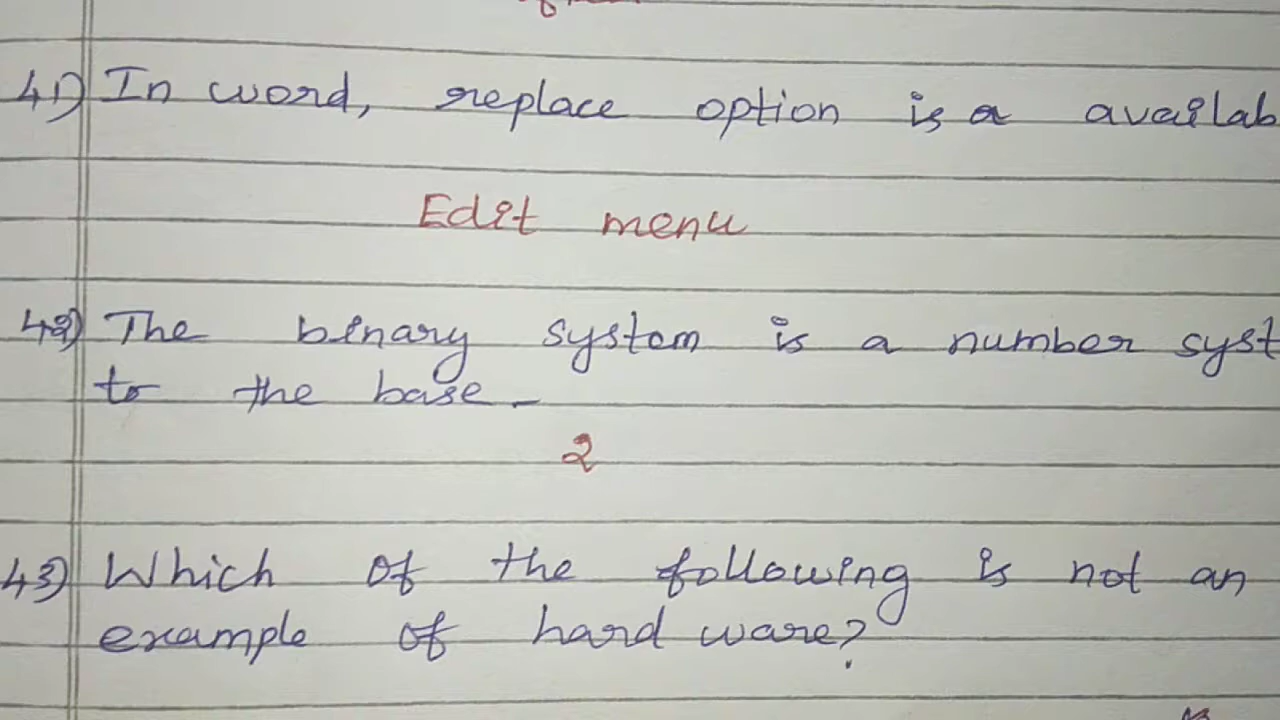 41) In word, replace option is a availab
Edit menu
42) The binary system is a number syst
to the base -
2
43) Which of the following is not an
example of hard ware?